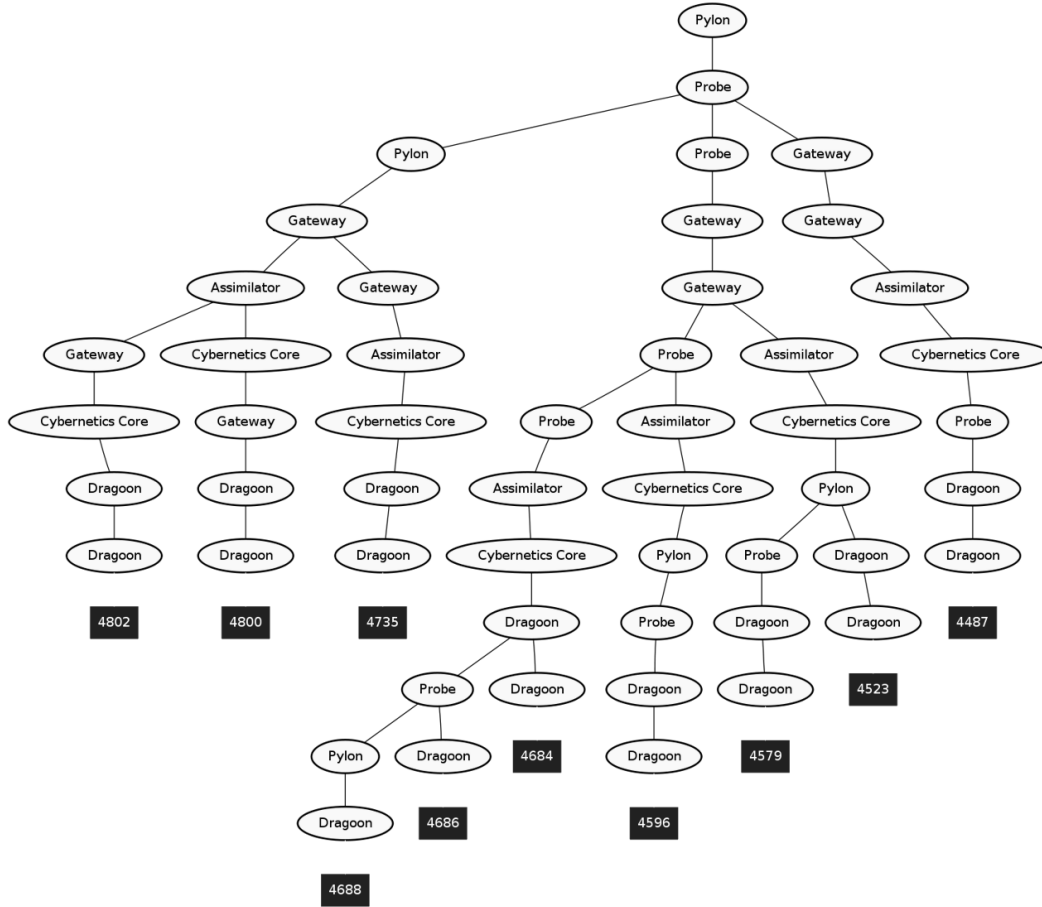 Pylon
Probe
Pylon Probe Gateway
Gateway Gateway Gateway
Assimilator Gateway Gateway Assimilator
Gateway Cybernetics Core Assimilator Probe Assimilator Cybernetics Core
Cybernetics Core Gateway Cybernetics Core Probe Assimilator Cybernetics Core Probe
Dragoon Dragoon Dragoon Assimilator Cybernetics Core Pylon Dragoon
Dragoon Dragoon Dragoon Cybernetics Core Pylon Probe Dragoon Dragoon
4802 4800 4735 Dragoon Probe Dragoon Dragoon 4487
Probe Dragoon Dragoon Dragoon 4523
Pylon Dragoon 4684 Dragoon 4579
Dragoon 4686 4596
4688